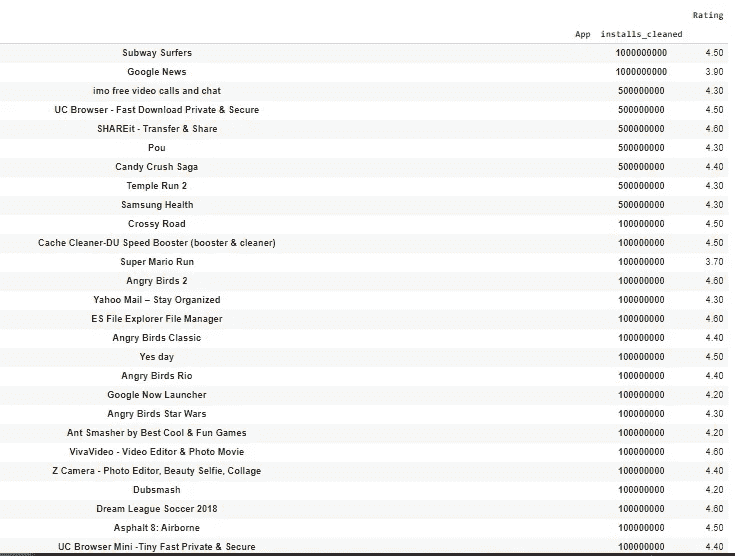 Rating
App installs_cleaned
Subway Surfers 1000000000 4.50
Google News 1000000000 3.90
imo free video calls and chat 500000000 4.30
UC Browser - Fast Download Private & Secure 500000000 4.50
SHAREit - Transfer & Share 500000000 4.60
Pou 500000000 4.30
Candy Crush Saga 500000000 4.40
Temple Run 2 500000000 4.30
Samsung Health 500000000 4.30
Crossy Road 100000000 4.50
Cache Cleaner-DU Speed Booster (booster & cleaner) 100000000 4.50
Super Mario Run 100000000 3.70
Angry Birds 2 100000000 4.60
Yahoo Mail – Stay Organized 100000000 4.30
ES File Explorer File Manager 100000000 4.60
Angry Birds Classic 100000000 4.40
Yes day 100000000 4.50
Angry Birds Rio 100000000 4.40
Google Now Launcher 100000000 4.20
Angry Birds Star Wars 100000000 4.30
Ant Smasher by Best Cool & Fun Games 100000000 4.20
VivaVideo - Video Editor & Photo Movie 100000000 4.60
Z Camera - Photo Editor, Beauty Selfie, Collage 100000000 4.40
Dubsmash 100000000 4.20
Dream League Soccer 2018 100000000 4.60
Asphalt 8: Airborne 100000000 4.50
UC Browser Mini -Tiny Fast Private & Secure 100000000 4.40